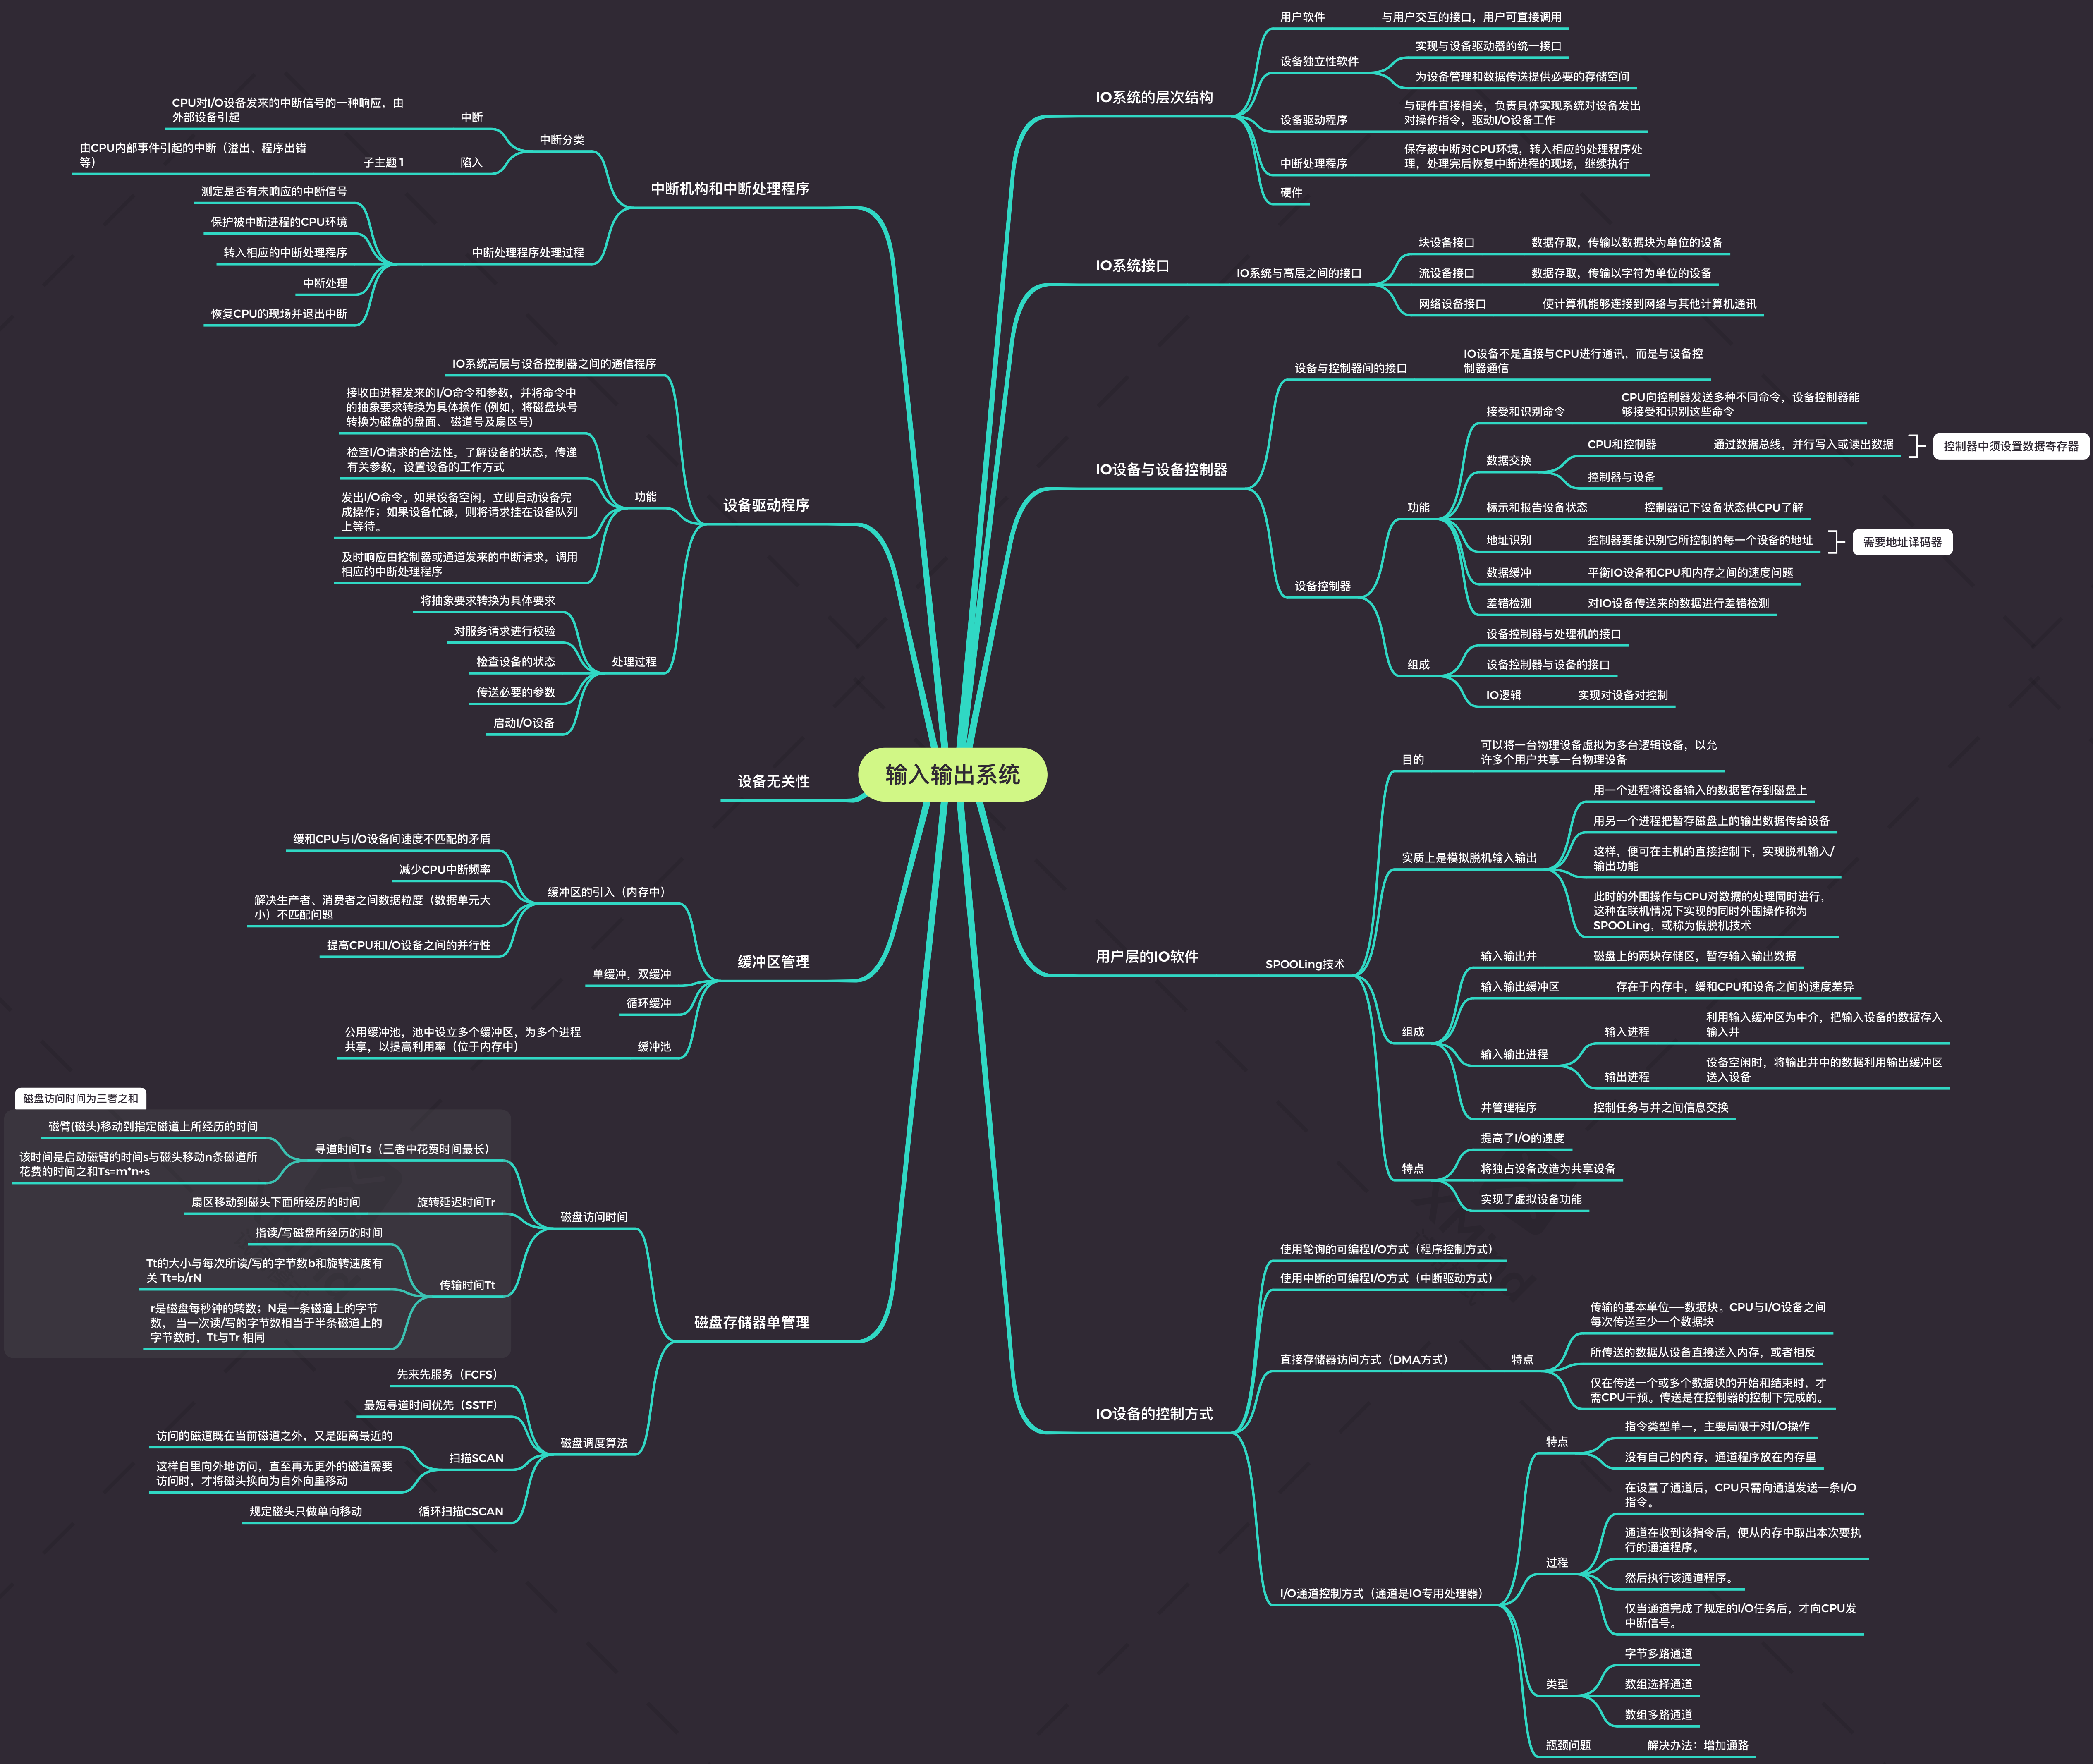 输入输出系统
IO系统的层次结构
用户软件
与用户交互的接口，用户可直接调用
设备独立性软件
实现与设备驱动器的统一接口
为设备管理和数据传送提供必要的存储空间
设备驱动程序
与硬件直接相关，负责具体实现系统对设备发出
对操作指令，驱动I/O设备工作
中断处理程序
保存被中断对CPU环境，转入相应的处理程序处
理，处理完后恢复中断进程的现场，继续执行
硬件
IO系统接口
IO系统与高层之间的接口
块设备接口
数据存取，传输以数据块为单位的设备
流设备接口
数据存取，传输以字符为单位的设备
网络设备接口
使计算机能够连接到网络与其他计算机通讯
IO设备与设备控制器
设备与控制器间的接口
IO设备不是直接与CPU进行通讯，而是与设备控
制器通信
设备控制器
功能
接受和识别命令
CPU向控制器发送多种不同命令，设备控制器能
够接受和识别这些命令
数据交换
CPU和控制器
通过数据总线，并行写入或读出数据
控制器中须设置数据寄存器
控制器与设备
标示和报告设备状态
控制器记下设备状态供CPU了解
地址识别
控制器要能识别它所控制的每一个设备的地址
需要地址译码器
数据缓冲
平衡IO设备和CPU和内存之间的速度问题
差错检测
对IO设备传送来的数据进行差错检测
组成
设备控制器与处理机的接口
设备控制器与设备的接口
IO逻辑
实现对设备对控制
用户层的IO软件
SPOOLing技术
目的
可以将一台物理设备虚拟为多台逻辑设备，以允
许多个用户共享一台物理设备
实质上是模拟脱机输入输出
用一个进程将设备输入的数据暂存到磁盘上
用另一个进程把暂存磁盘上的输出数据传给设备
这样，便可在主机的直接控制下，实现脱机输入/
输出功能
此时的外围操作与CPU对数据的处理同时进行，
这种在联机情况下实现的同时外围操作称为
SPOOLing，或称为假脱机技术
组成
输入输出井
磁盘上的两块存储区，暂存输入输出数据
输入输出缓冲区
存在于内存中，缓和CPU和设备之间的速度差异
输入输出进程
输入进程
利用输入缓冲区为中介，把输入设备的数据存入
输入井
输出进程
设备空闲时，将输出井中的数据利用输出缓冲区
送入设备
井管理程序
控制任务与井之间信息交换
特点
提高了I/O的速度
将独占设备改造为共享设备
实现了虚拟设备功能
IO设备的控制方式
使用轮询的可编程I/O方式（程序控制方式）
使用中断的可编程I/O方式（中断驱动方式）
直接存储器访问方式（DMA方式）
特点
传输的基本单位——数据块。CPU与I/O设备之间
每次传送至少一个数据块
所传送的数据从设备直接送入内存，或者相反
仅在传送一个或多个数据块的开始和结束时，才
需CPU干预。传送是在控制器的控制下完成的。
I/O通道控制方式（通道是IO专用处理器）
特点
指令类型单一，主要局限于对I/O操作
没有自己的内存，通道程序放在内存里
过程
在设置了通道后，CPU只需向通道发送一条I/O
指令。
通道在收到该指令后，便从内存中取出本次要执
行的通道程序。
然后执行该通道程序。
仅当通道完成了规定的I/O任务后，才向CPU发
中断信号。
类型
字节多路通道
数组选择通道
数组多路通道
瓶颈问题
解决办法：增加通路
中断机构和中断处理程序
中断分类
中断
CPU对I/O设备发来的中断信号的一种响应，由
外部设备引起
陷入
子主题 1
由CPU内部事件引起的中断（溢出、程序出错
等）
中断处理程序处理过程
测定是否有未响应的中断信号
保护被中断进程的CPU环境
转入相应的中断处理程序
中断处理
恢复CPU的现场并退出中断
设备驱动程序
IO系统高层与设备控制器之间的通信程序
功能
接收由进程发来的I/O命令和参数，并将命令中
的抽象要求转换为具体操作 (例如，将磁盘块号
转换为磁盘的盘面、 磁道号及扇区号)
检查I/O请求的合法性，了解设备的状态，传递
有关参数，设置设备的工作方式
发出I/O命令。如果设备空闲，立即启动设备完
成操作；如果设备忙碌，则将请求挂在设备队列
上等待。
及时响应由控制器或通道发来的中断请求，调用
相应的中断处理程序
处理过程
将抽象要求转换为具体要求
对服务请求进行校验
检查设备的状态
传送必要的参数
启动I/O设备
设备无关性
缓冲区管理
缓冲区的引入（内存中）
缓和CPU与I/O设备间速度不匹配的矛盾
减少CPU中断频率
解决生产者、消费者之间数据粒度（数据单元大
小）不匹配问题
提高CPU和I/O设备之间的并行性
单缓冲，双缓冲
循环缓冲
缓冲池
公用缓冲池，池中设立多个缓冲区，为多个进程
共享，以提高利用率（位于内存中）
磁盘存储器单管理
磁盘访问时间
磁盘访问时间为三者之和
寻道时间Ts（三者中花费时间最长）
磁臂(磁头)移动到指定磁道上所经历的时间
该时间是启动磁臂的时间s与磁头移动n条磁道所
花费的时间之和Ts=m*n+s
旋转延迟时间Tr
扇区移动到磁头下面所经历的时间
传输时间Tt
指读/写磁盘所经历的时间
Tt的大小与每次所读/写的字节数b和旋转速度有
关 Tt=b/rN
r是磁盘每秒钟的转数；N是一条磁道上的字节
数， 当一次读/写的字节数相当于半条磁道上的
字节数时，Tt与Tr 相同
磁盘调度算法
先来先服务（FCFS）
最短寻道时间优先（SSTF）
扫描SCAN
访问的磁道既在当前磁道之外，又是距离最近的
这样自里向外地访问，直至再无更外的磁道需要
访问时，才将磁头换向为自外向里移动
循环扫描CSCAN
规定磁头只做单向移动